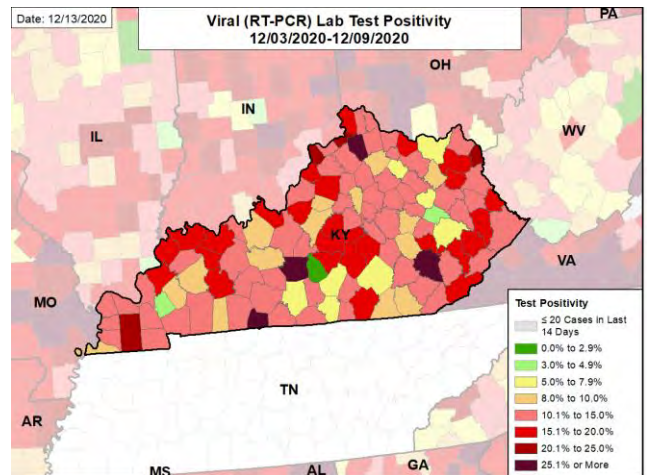 Date: 12/13/2020
Viral (RT-PCR) Lab Test Positivity
12/03/2020-12/09/2020
PA
OH
IN
IL
WV
KY
VA
MO
TN
AR
MS
AL
GA
Test Positivity
≤ 20 Cases in Last
14 Days
0.0% to 2.9%
3.0% to 4.9%
5.0% to 7.9%
8.0% to 10.0%
10.1% to 15.0%
15.1% to 20.0%
20.1% to 25.0%
25.1% or More